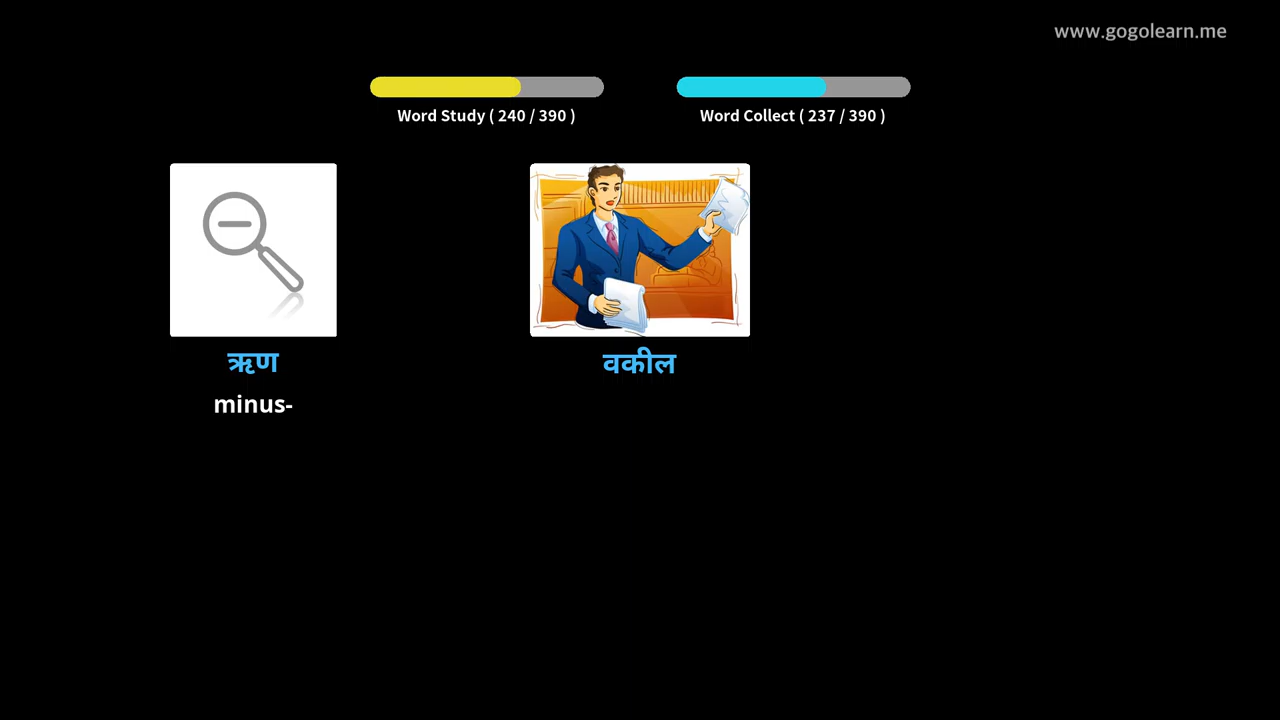 www.gogolearn.me
Word Study ( 240 / 390 )
Word Collect ( 237 / 390 )
ऋण
वकील
minus-